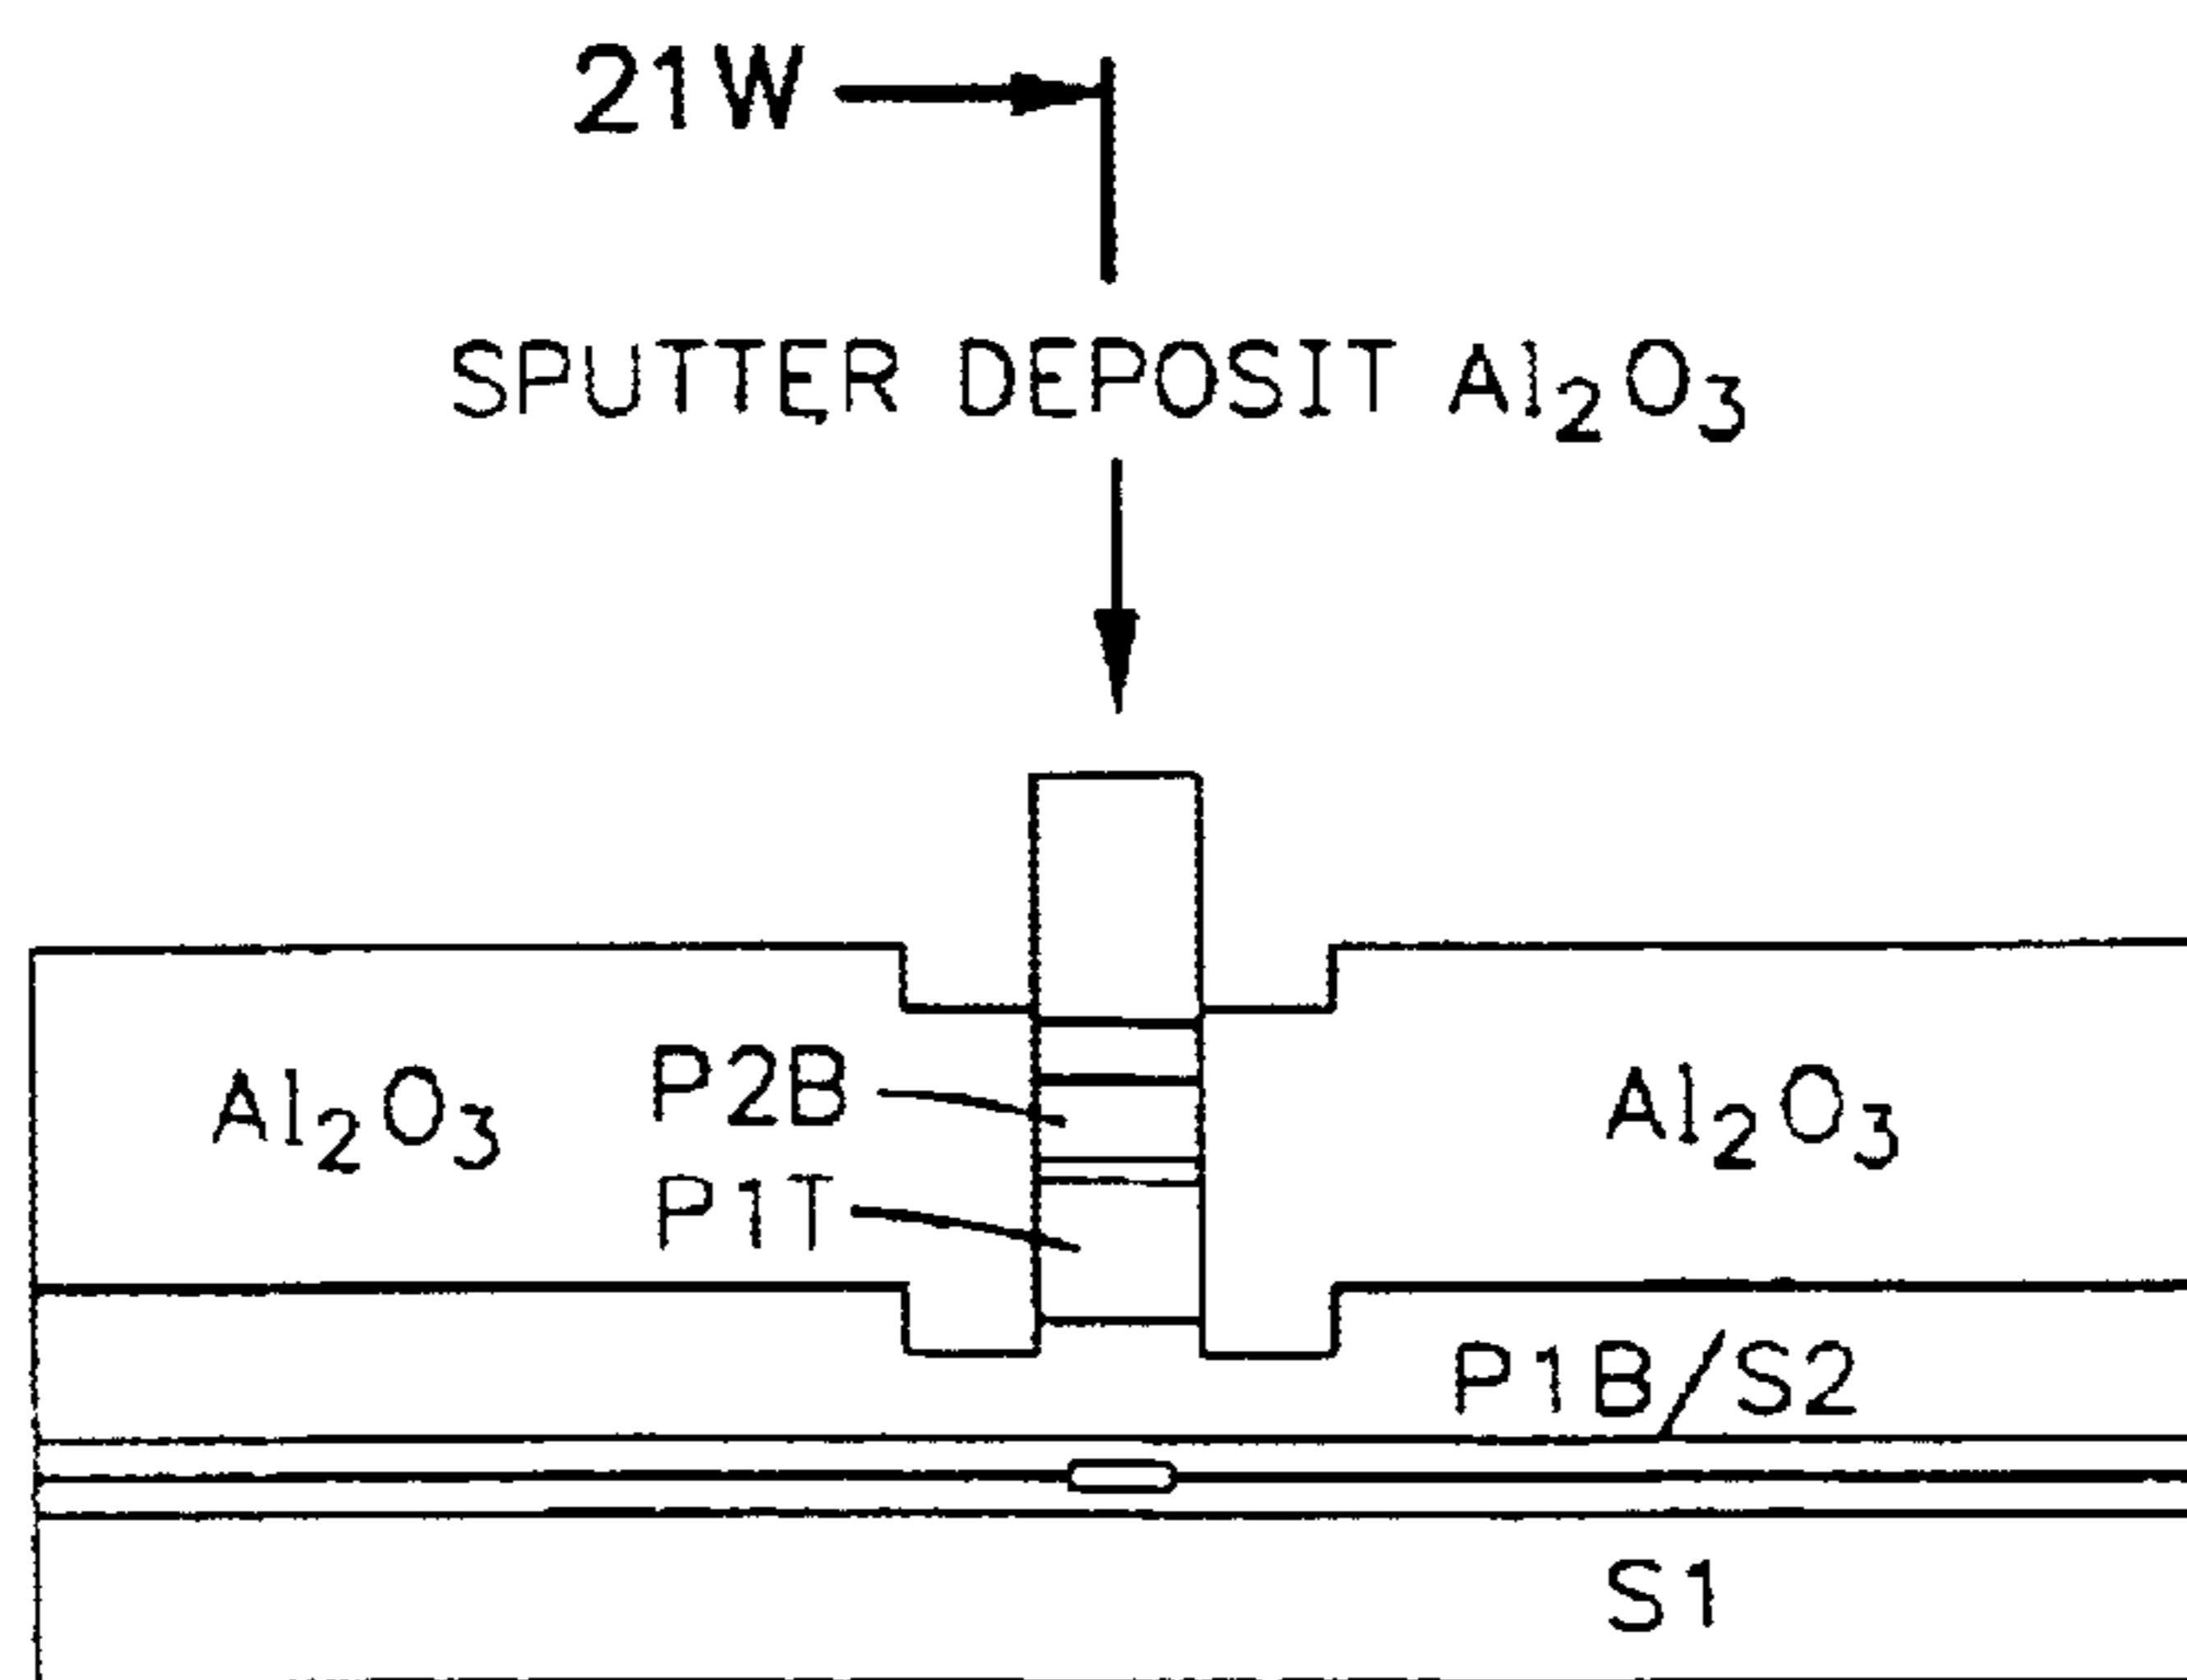 21W
SPUTTER DEPOSIT Al₂O₃
P2B
Al₂O₃ Al₂O₃
P1T
P1B/S2
S1